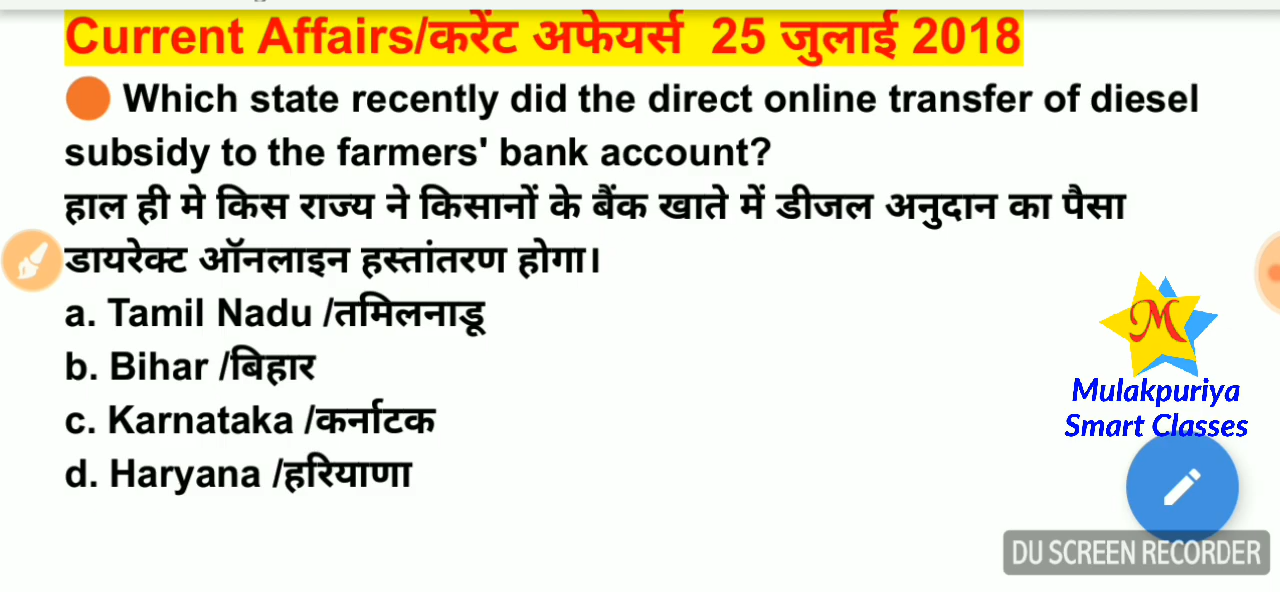 Current Affairs/करेंट अफेयर्स 25 जुलाई 2018
Which state recently did the direct online transfer of diesel
subsidy to the farmers' bank account?
हाल ही मे किस राज्य ने किसानों के बैंक खाते में डीजल अनुदान का पैसा
डायरेक्ट ऑनलाइन हस्तांतरण होगा।
a. Tamil Nadu /तमिलनाडू
b. Bihar /बिहार
c. Karnataka /कर्नाटक
d. Haryana /हरियाणा
M
Mulakpuriya
Smart Classes
DU SCREEN RECORDER